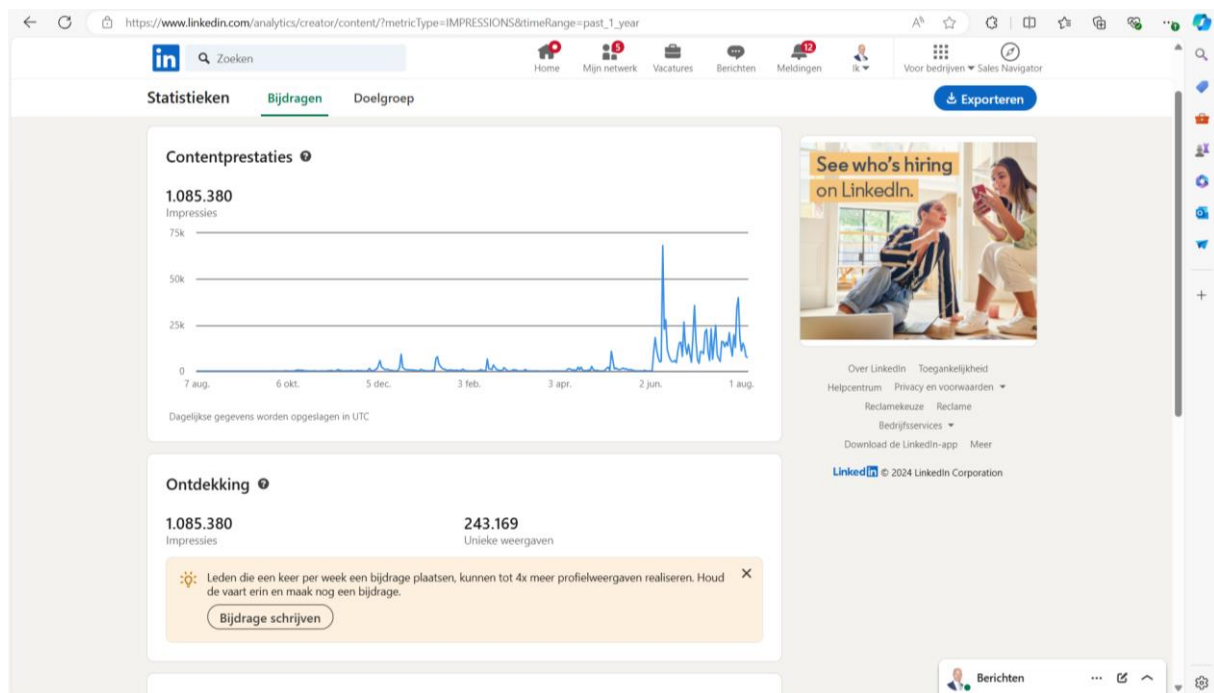 https://www.linkedin.com/analytics/creator/content/?metricType=IMPRESSIONS&timeRange=past_1_year
in
Zoeken
Home
Mijn netwerk
5
Vacatures
Berichten
Meldingen
12
Ik
Voor bedrijven
Sales Navigator
Statistieken
Bijdragen
Doelgroep
Exporteren
Contentprestaties
1.085.380
Impressies
75k
50k
25k
0
7 aug. 6 okt. 5 dec. 3 feb. 3 apr. 2 jun. 1 aug.
Dagelijkse gegevens worden opgeslagen in UTC
Ontdekking
1.085.380
Impressies
243.169
Unieke weergaven
Leden die een keer per week een bijdrage plaatsen, kunnen tot 4x meer profielweergaven realiseren. Houd
de vaart erin en maak nog een bijdrage.
Bijdrage schrijven
See who's hiring
on LinkedIn.
Over LinkedIn Toegankelijkheid
Helpcentrum Privacy en voorwaarden
Reclamekeuze Reclame
Bedrijfsservices
Download de LinkedIn-app Meer
LinkedIn © 2024 LinkedIn Corporation
Berichten